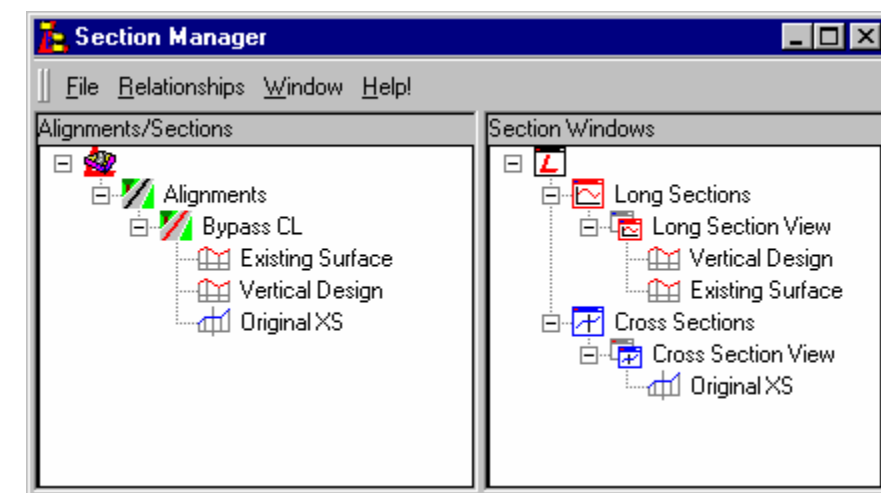 Section Manager
File Relationships Window Help!
Alignments/Sections
Alignments
Bypass CL
Existing Surface
Vertical Design
Original XS
Section Windows
L
Long Sections
Long Section View
Vertical Design
Existing Surface
Cross Sections
Cross Section View
Original XS